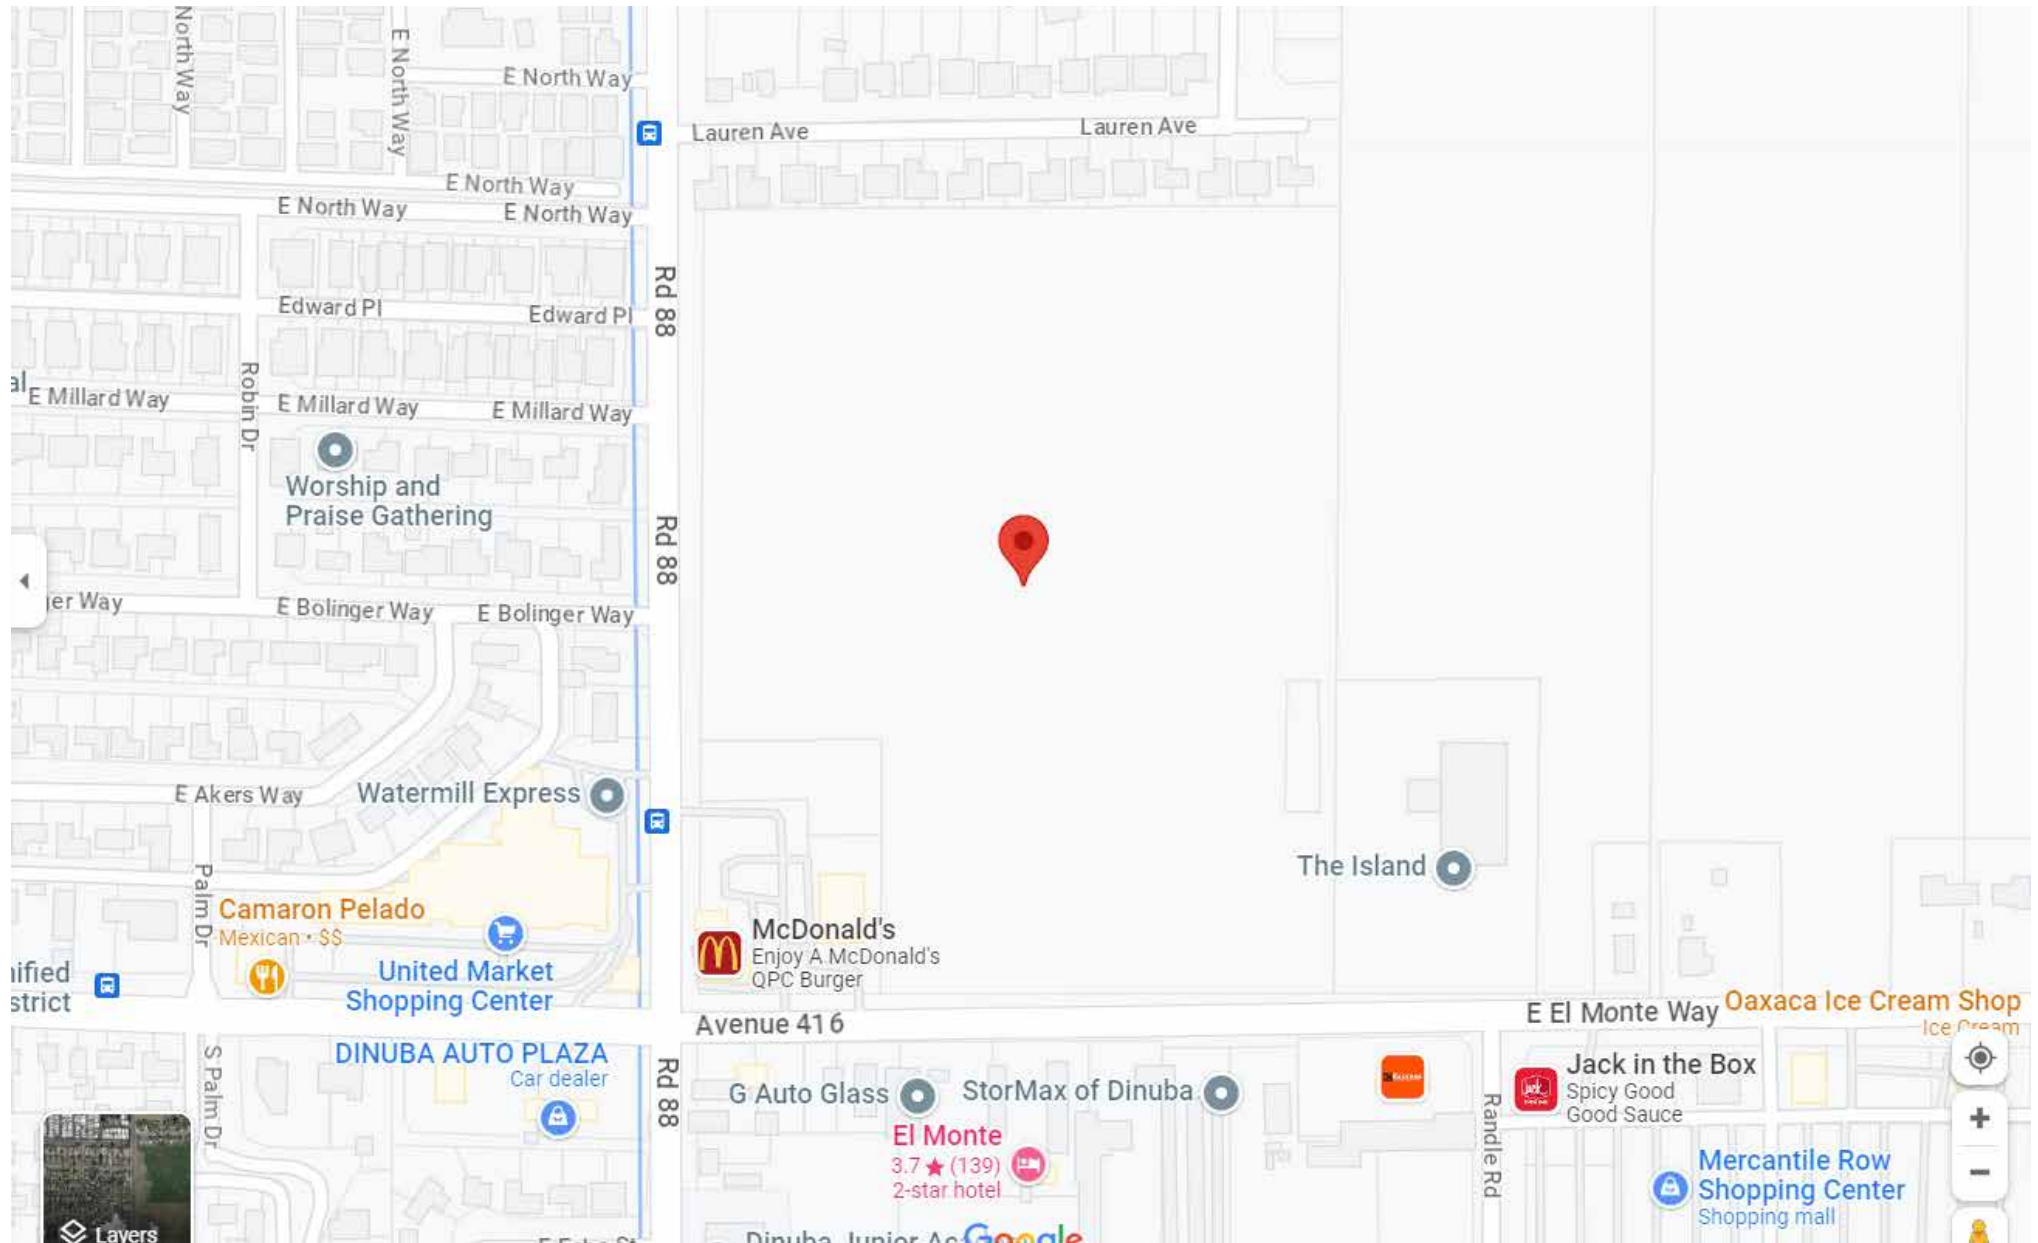 North Way
E North Way
E North Way
Lauren Ave
Lauren Ave
E North Way
E North Way
E North Way
Rd 88
Edward Pl
Edward Pl
Robin Dr
al
E Millard Way
E Millard Way
E Millard Way
Worship and
Praise Gathering
Rd 88
er Way
E Bolinger Way
E Bolinger Way
E Akers Way
Watermill Express
Palm Dr
The Island
Camaron Pelado
Mexican • $$
McDonald's
Enjoy A McDonald's
QPC Burger
ified
strict
United Market
Shopping Center
Avenue 416
E El Monte Way
Oaxaca Ice Cream Shop
Ice Cream
S Palm Dr
DINUBA AUTO PLAZA
Car dealer
Rd 88
G Auto Glass
StorMax of Dinuba
Jack in the Box
Spicy Good
Good Sauce
Randle Rd
El Monte
3.7 ★ (139)
2-star hotel
Mercantile Row
Shopping Center
Shopping mall
Layers
Dinuba Junior Ac
Google